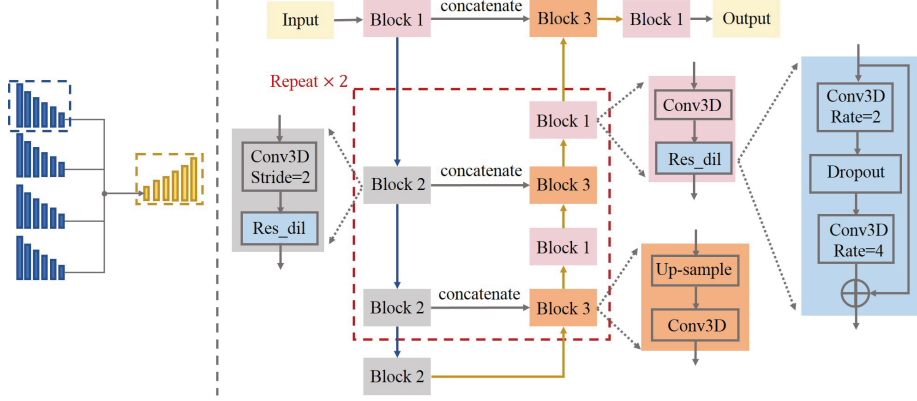 Input
Block 1
concatenate
Block 3
Block 1
Output
Repeat × 2
Block 1
Conv3D
Res_dil
Conv3D
Rate=2
Dropout
Conv3D
Rate=4
Conv3D
Stride=2
Res_dil
Block 2
concatenate
Block 3
Block 1
Block 2
concatenate
Block 3
Up-sample
Conv3D
Block 2